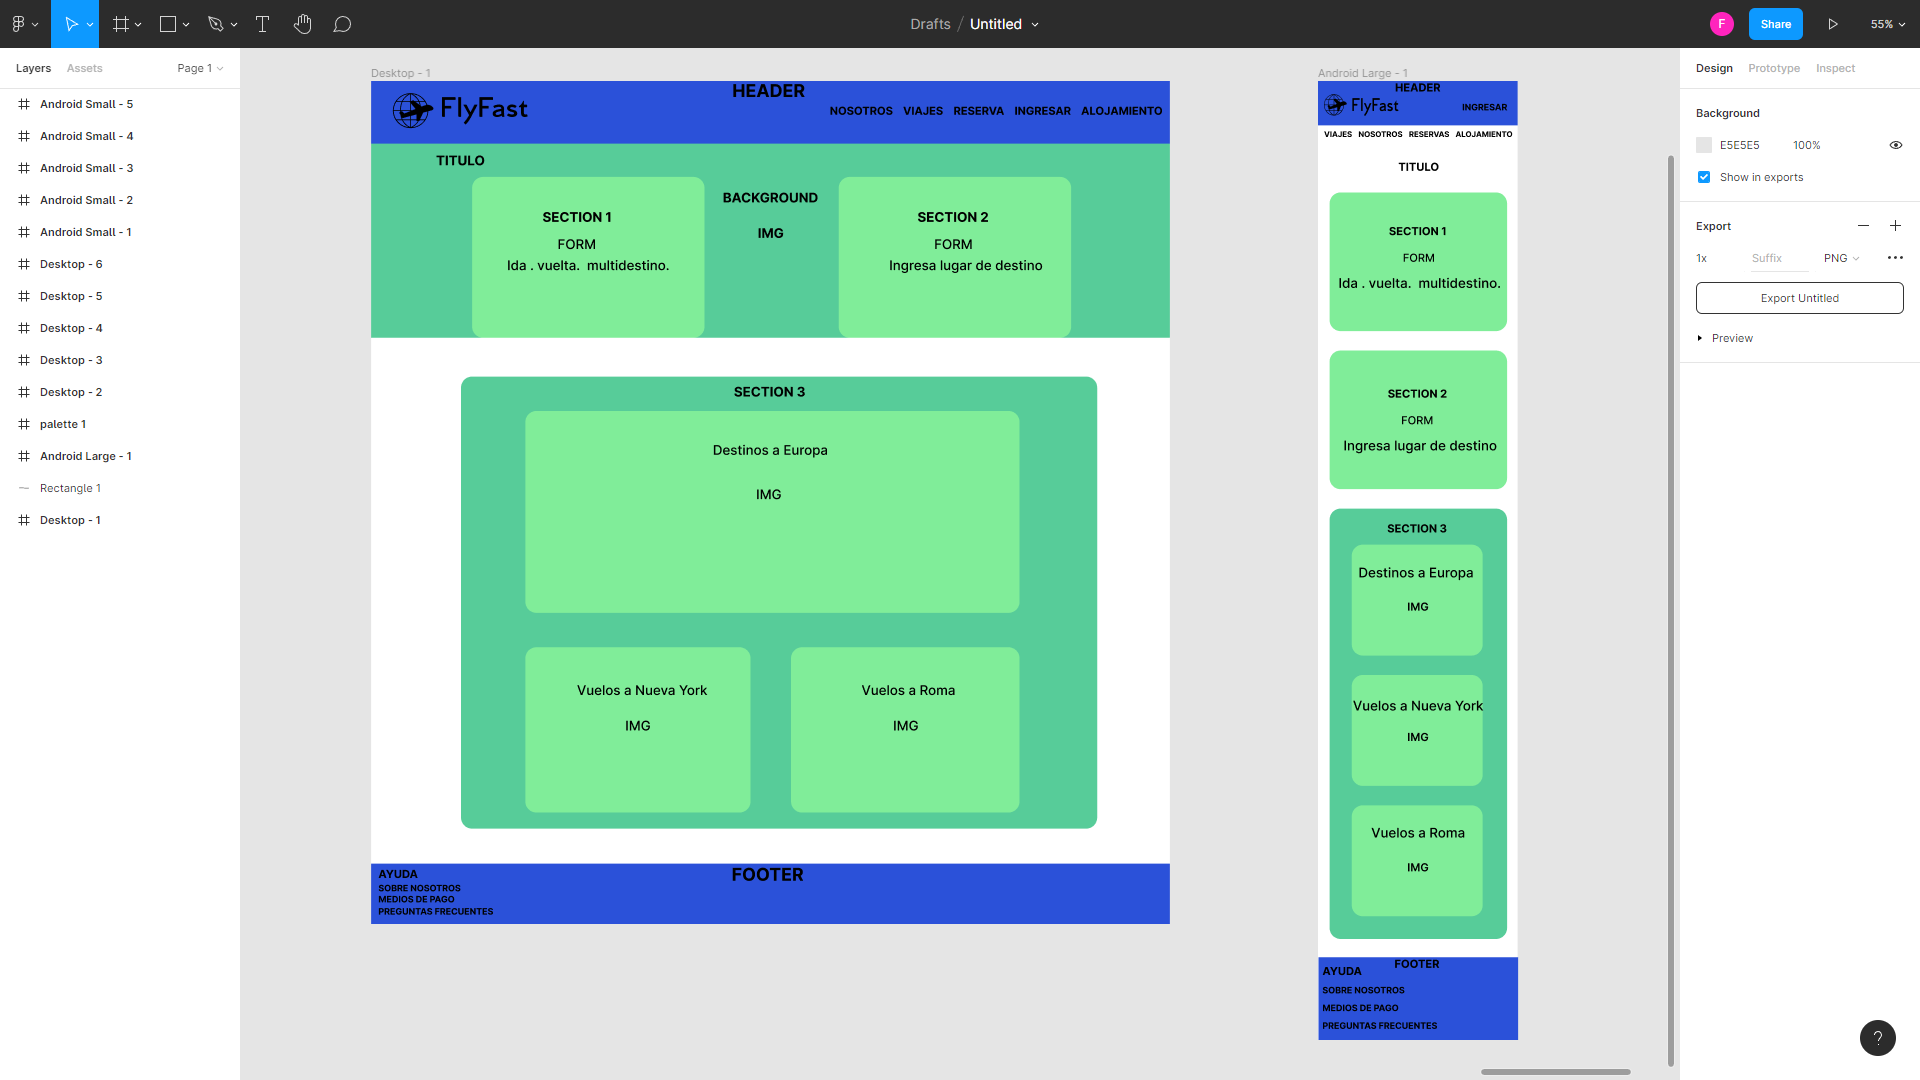 Drafts / Untitled
F
Share
55%
Layers
Assets
Page 1
Android Small - 5
Android Small - 4
Android Small - 3
Android Small - 2
Android Small - 1
Desktop - 6
Desktop - 5
Desktop - 4
Desktop - 3
Desktop - 2
palette 1
Android Large - 1
Rectangle 1
Desktop - 1
Desktop - 1
HEADER
FlyFast
NOSOTROS VIAJES RESERVA INGRESAR ALOJAMIENTO
TITULO
BACKGROUND
IMG
SECTION 1
FORM
Ida . vuelta. multidestino.
SECTION 2
FORM
Ingresa lugar de destino
SECTION 3
Destinos a Europa
IMG
Vuelos a Nueva York
IMG
Vuelos a Roma
IMG
FOOTER
AYUDA
SOBRE NOSOTROS
MEDIOS DE PAGO
PREGUNTAS FRECUENTES
Android Large - 1
HEADER
FlyFast
INGRESAR
VIAJES NOSOTROS RESERVAS ALOJAMIENTO
TITULO
SECTION 1
FORM
Ida . vuelta. multidestino.
SECTION 2
FORM
Ingresa lugar de destino
SECTION 3
Destinos a Europa
IMG
Vuelos a Nueva York
IMG
Vuelos a Roma
IMG
FOOTER
AYUDA
SOBRE NOSOTROS
MEDIOS DE PAGO
PREGUNTAS FRECUENTES
Design
Prototype
Inspect
Background
E5E5E5
100%
Show in exports
Export
1x
Suffix
PNG
Export Untitled
Preview
?